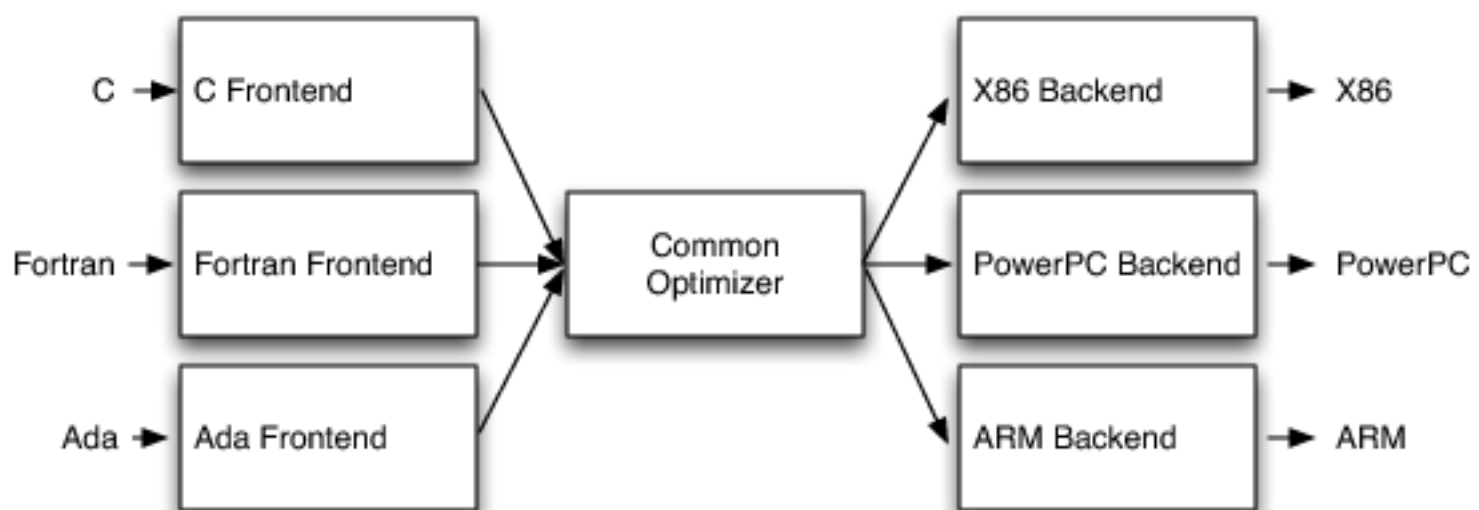 C
C Frontend
X86 Backend
X86
Fortran
Fortran Frontend
Common
Optimizer
PowerPC Backend
PowerPC
Ada
Ada Frontend
ARM Backend
ARM